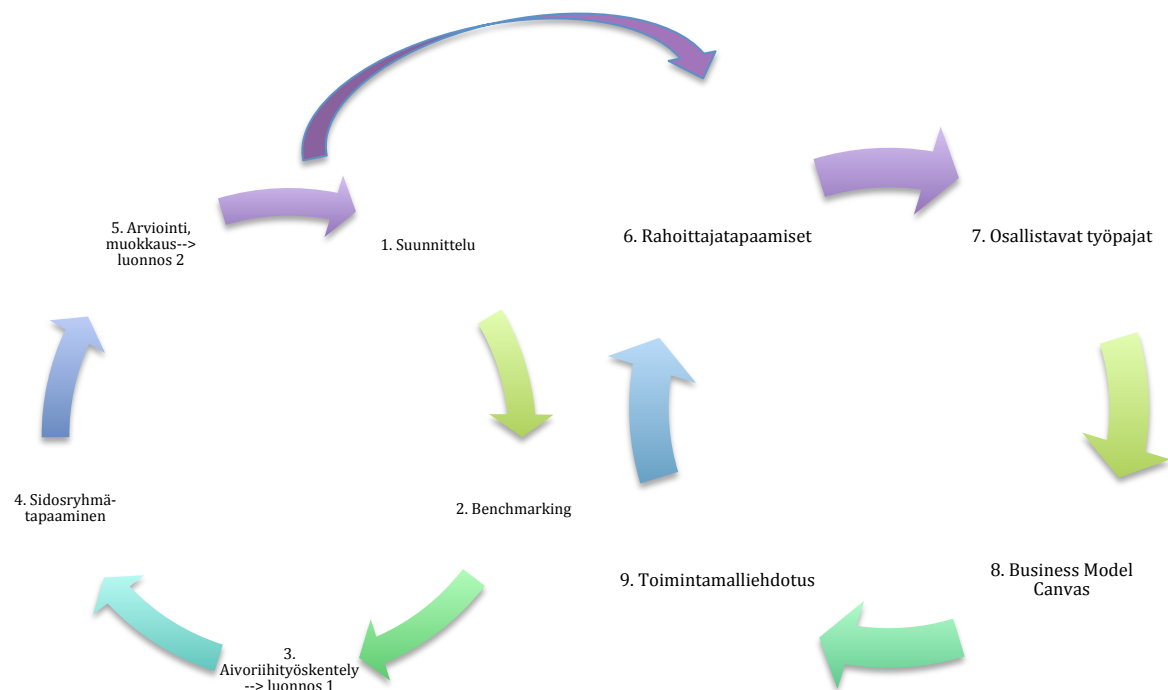 5. Arviointi,
muokkaus-->
luonnos 2
1. Suunnittelu
6. Rahoittajatapaamiset
7. Osallistavat työpajat
4. Sidosryhmä-
tapaaminen
2. Benchmarking
9. Toimintamalliehdotus
8. Business Model
Canvas
3.
Aivoriihityöskentely
--> luonnos 1